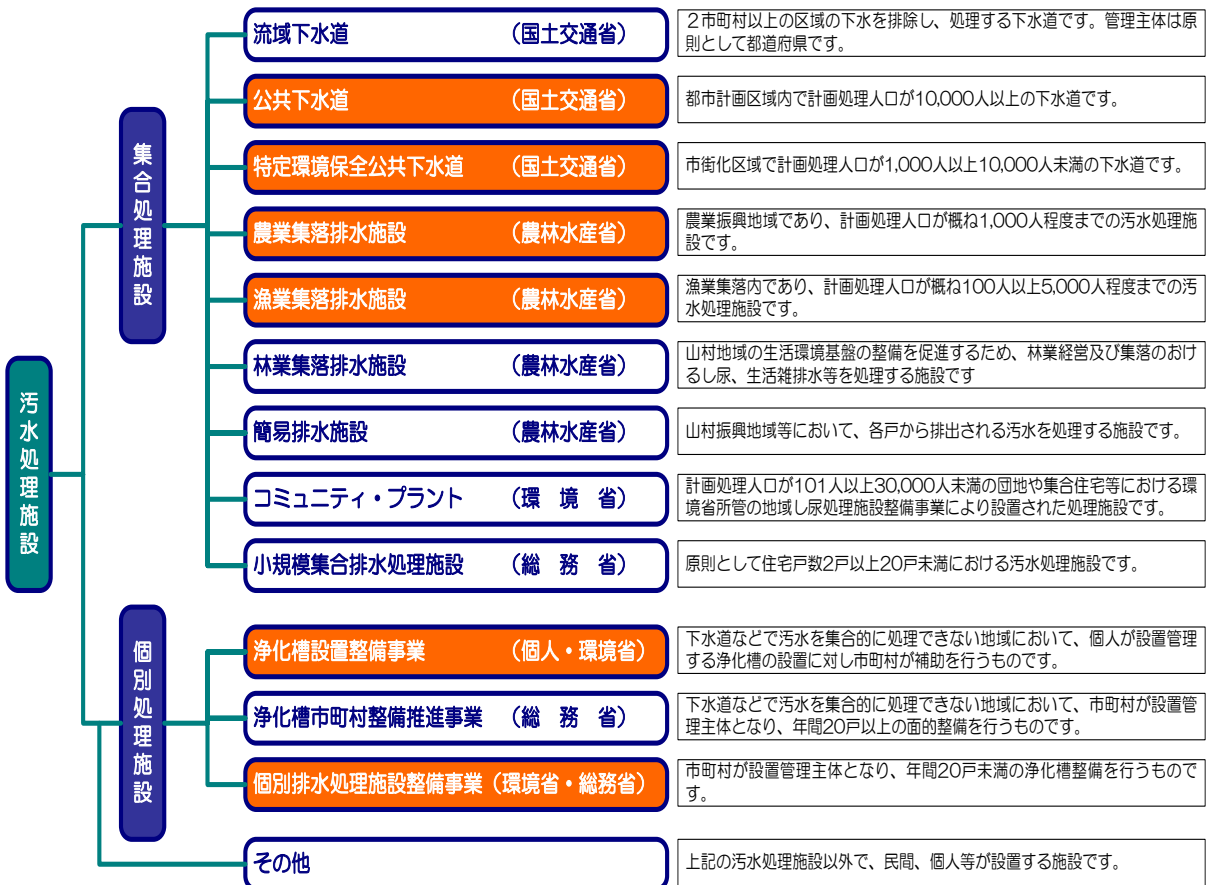 汚水処理施設
集合処理施設
流域下水道 （国土交通省）
２市町村以上の区域の下水を排除し、処理する下水道です。管理主体は原
則として都道府県です。
公共下水道 （国土交通省）
都市計画区域内で計画処理人口が10,000人以上の下水道です。
特定環境保全公共下水道 （国土交通省）
市街化区域で計画処理人口が1,000人以上10,000人未満の下水道です。
農業集落排水施設 （農林水産省）
農業振興地域であり、計画処理人口が概ね1,000人程度までの汚水処理施
設です。
漁業集落排水施設 （農林水産省）
漁業集落内であり、計画処理人口が概ね100人以上5,000人程度までの汚
水処理施設です。
林業集落排水施設 （農林水産省）
山村地域の生活環境基盤の整備を促進するため、林業経営及び集落のおけ
るし尿、生活雑排水等を処理する施設です
簡易排水施設 （農林水産省）
山村振興地域等において、各戸から排出される汚水を処理する施設です。
コミュニティ・プラント （環　境　省）
計画処理人口が101人以上30,000人未満の団地や集合住宅等における環
境省所管の地域し尿処理施設整備事業により設置された処理施設です。
小規模集合排水処理施設 （総　務　省）
原則として住宅戸数2戸以上20戸未満における汚水処理施設です。
個別処理施設
浄化槽設置整備事業 （個人・環境省）
下水道などで汚水を集合的に処理できない地域において、個人が設置管理
する浄化槽の設置に対し市町村が補助を行うものです。
浄化槽市町村整備推進事業 （総　務　省）
下水道などで汚水を集合的に処理できない地域において、市町村が設置管
理主体となり、年間20戸以上の面的整備を行うものです。
個別排水処理施設整備事業（環境省・総務省）
市町村が設置管理主体となり、年間20戸未満の浄化槽整備を行うもので
す。
その他
上記の汚水処理施設以外で、民間、個人等が設置する施設です。